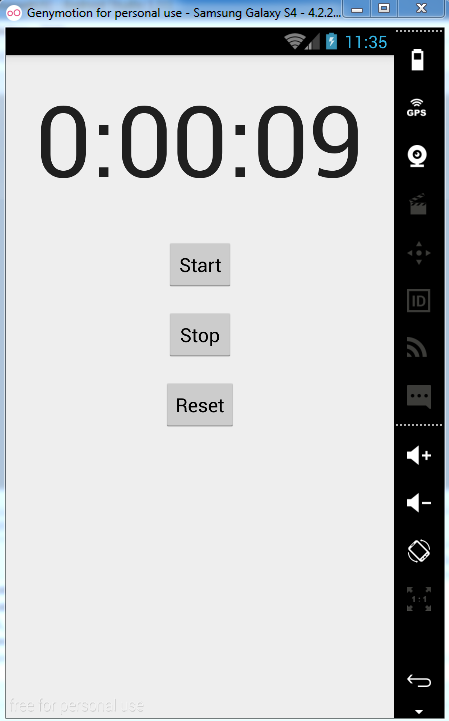 Genymotion for personal use - Samsung Galaxy S4 - 4.2.2...
11:35
GPS
0:00:09
Start
ID
Stop
Reset
1:1
free for personal use